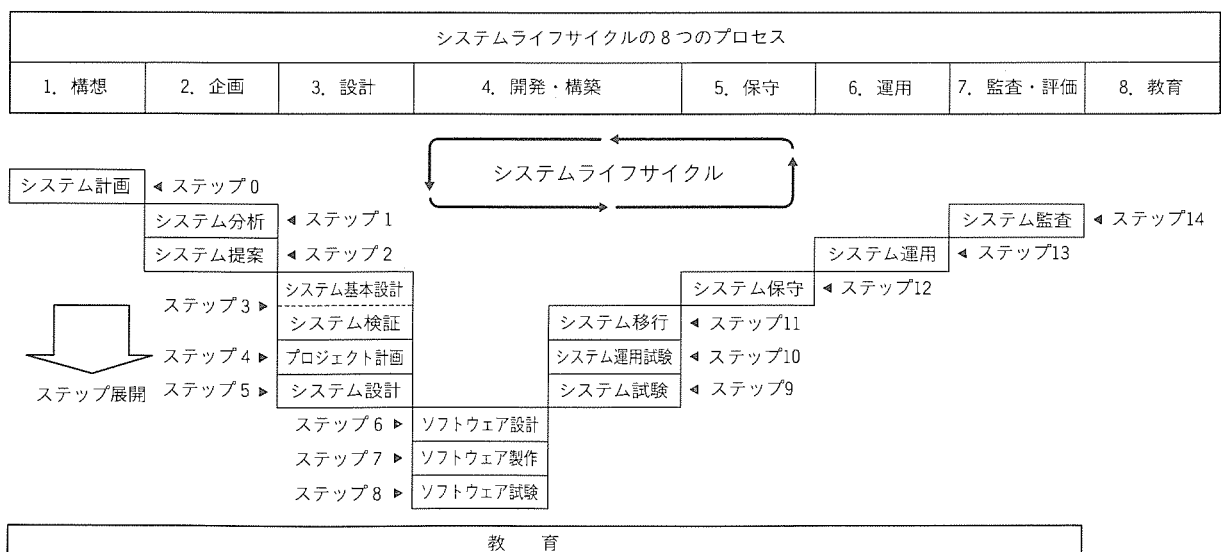 システムライフサイクルの8つのプロセス
1. 構想 2. 企画 3. 設計 4. 開発・構築 5. 保守 6. 運用 7. 監査・評価 8. 教育
システムライフサイクル
システム計画 ◀ ステップ0
システム分析 ◀ ステップ1 システム監査 ◀ ステップ14
システム提案 ◀ ステップ2 システム運用 ◀ ステップ13
システム基本設計 システム保守 ◀ ステップ12
ステップ3 ▶
システム検証 システム移行 ◀ ステップ11
ステップ4 ▶ プロジェクト計画 システム運用試験 ◀ ステップ10
ステップ展開 ステップ5 ▶ システム設計 システム試験 ◀ ステップ9
ステップ6 ▶ ソフトウェア設計
ステップ7 ▶ ソフトウェア製作
ステップ8 ▶ ソフトウェア試験
教 育